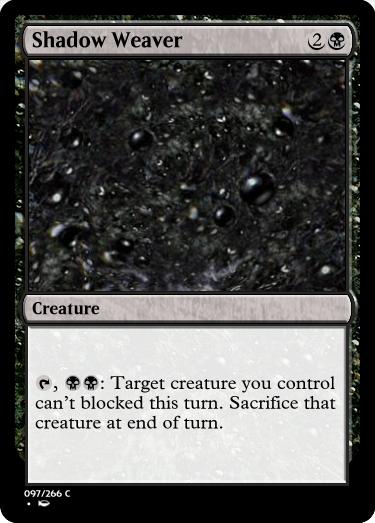 Shadow Weaver 2
Creature
, : Target creature you control
can't blocked this turn. Sacrifice that
creature at end of turn.
097/266 C